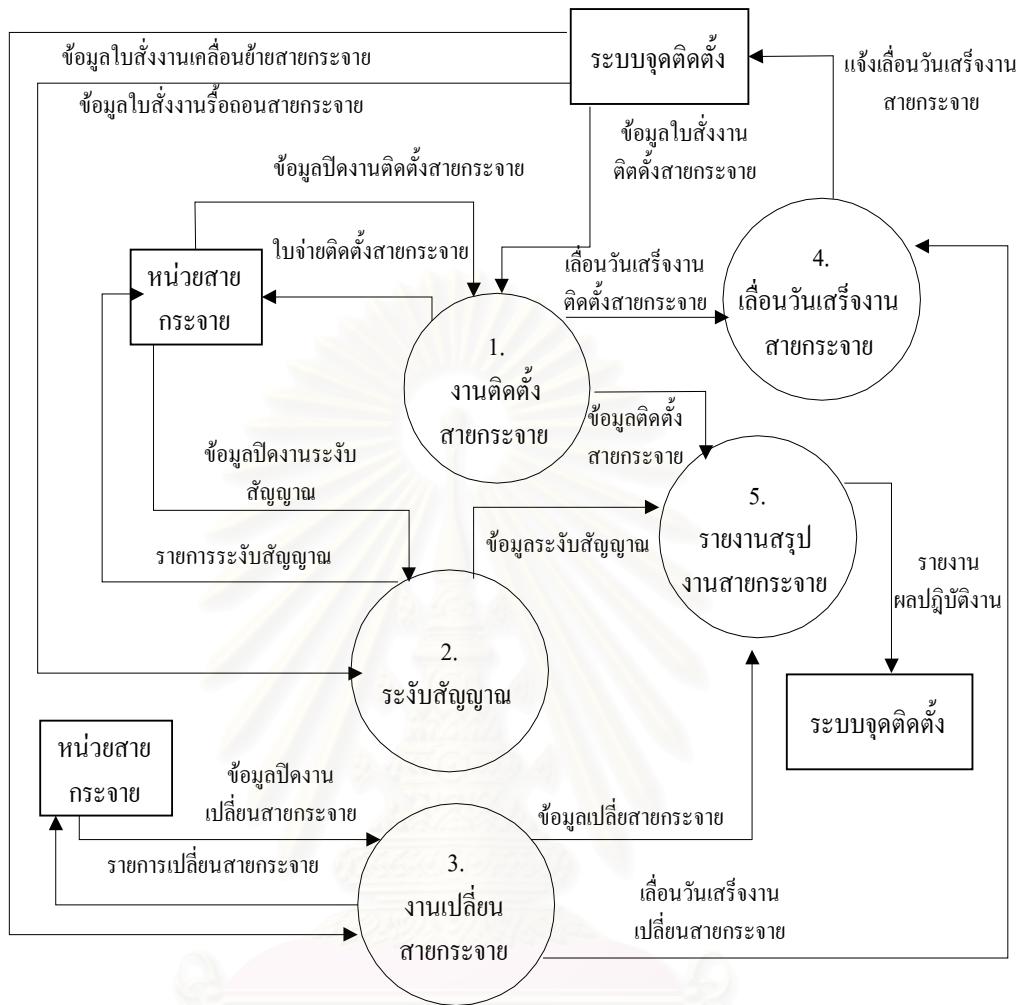 ข้อมูลใบสั่งงานเคลื่อนย้ายสายกระจาย
ระบบจุดติดตั้ง
แจ้งเลื่อนวันเสร็จงาน
สายกระจาย
ข้อมูลใบสั่งงานรื้อถอนสายกระจาย
ข้อมูลใบสั่งงาน
ติตดั้งสายกระจาย
ข้อมูลปิดงานติดตั้งสายกระจาย
ใบจ่ายติดตั้งสายกระจาย
หน่วยสาย
กระจาย
เลื่อนวันเสร็จงาน
ติดตั้งสายกระจาย
4.
เลื่อนวันเสร็จงาน
สายกระจาย
1.
งานติดตั้ง
สายกระจาย
ข้อมูลติดตั้ง
สายกระจาย
ข้อมูลปิดงานระงับ
สัญญาณ
รายการระงับสัญญาณ
ข้อมูลระงับสัญญาณ
5.
รายงานสรุป
งานสายกระจาย
รายงาน
ผลปฎิบัติงาน
2.
ระงับสัญญาณ
ระบบจุดติดตั้ง
หน่วยสาย
กระจาย
ข้อมูลปิดงาน
เปลี่ยนสายกระจาย
รายการเปลี่ยนสายกระจาย
ข้อมูลเปลี่ยสายกระจาย
3.
งานเปลี่ยน
สายกระจาย
เลื่อนวันเสร็จงาน
เปลี่ยนสายกระจาย